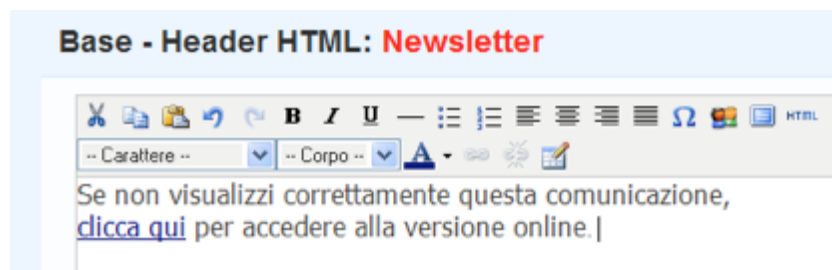 Base - Header HTML: Newsletter
B I U Ω HTML
-- Carattere -- -- Corpo -- A
Se non visualizzi correttamente questa comunicazione,
clicca qui per accedere alla versione online.